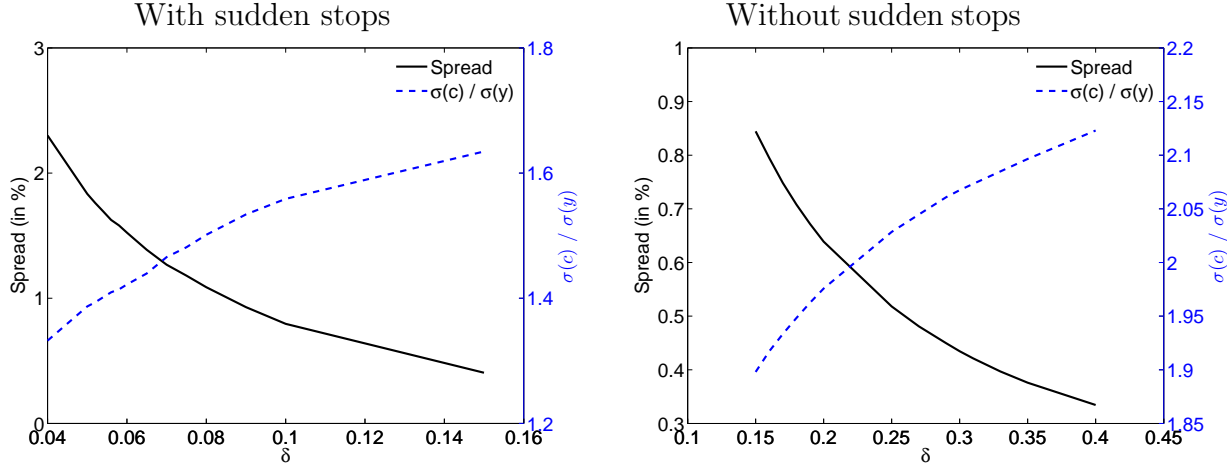 With sudden stops
3
2
1
0
Spread (in %)
1.8
1.6
1.4
1.2
σ(c) / σ(y)
Spread
σ(c) / σ(y)
0.04 0.06 0.08 0.1 0.12 0.14 0.16
δ
Without sudden stops
1
0.9
0.8
0.7
0.6
0.5
0.4
0.3
Spread (in %)
2.2
2.15
2.1
2.05
2
1.95
1.9
1.85
σ(c) / σ(y)
Spread
σ(c) / σ(y)
0.1 0.15 0.2 0.25 0.3 0.35 0.4 0.45
δ